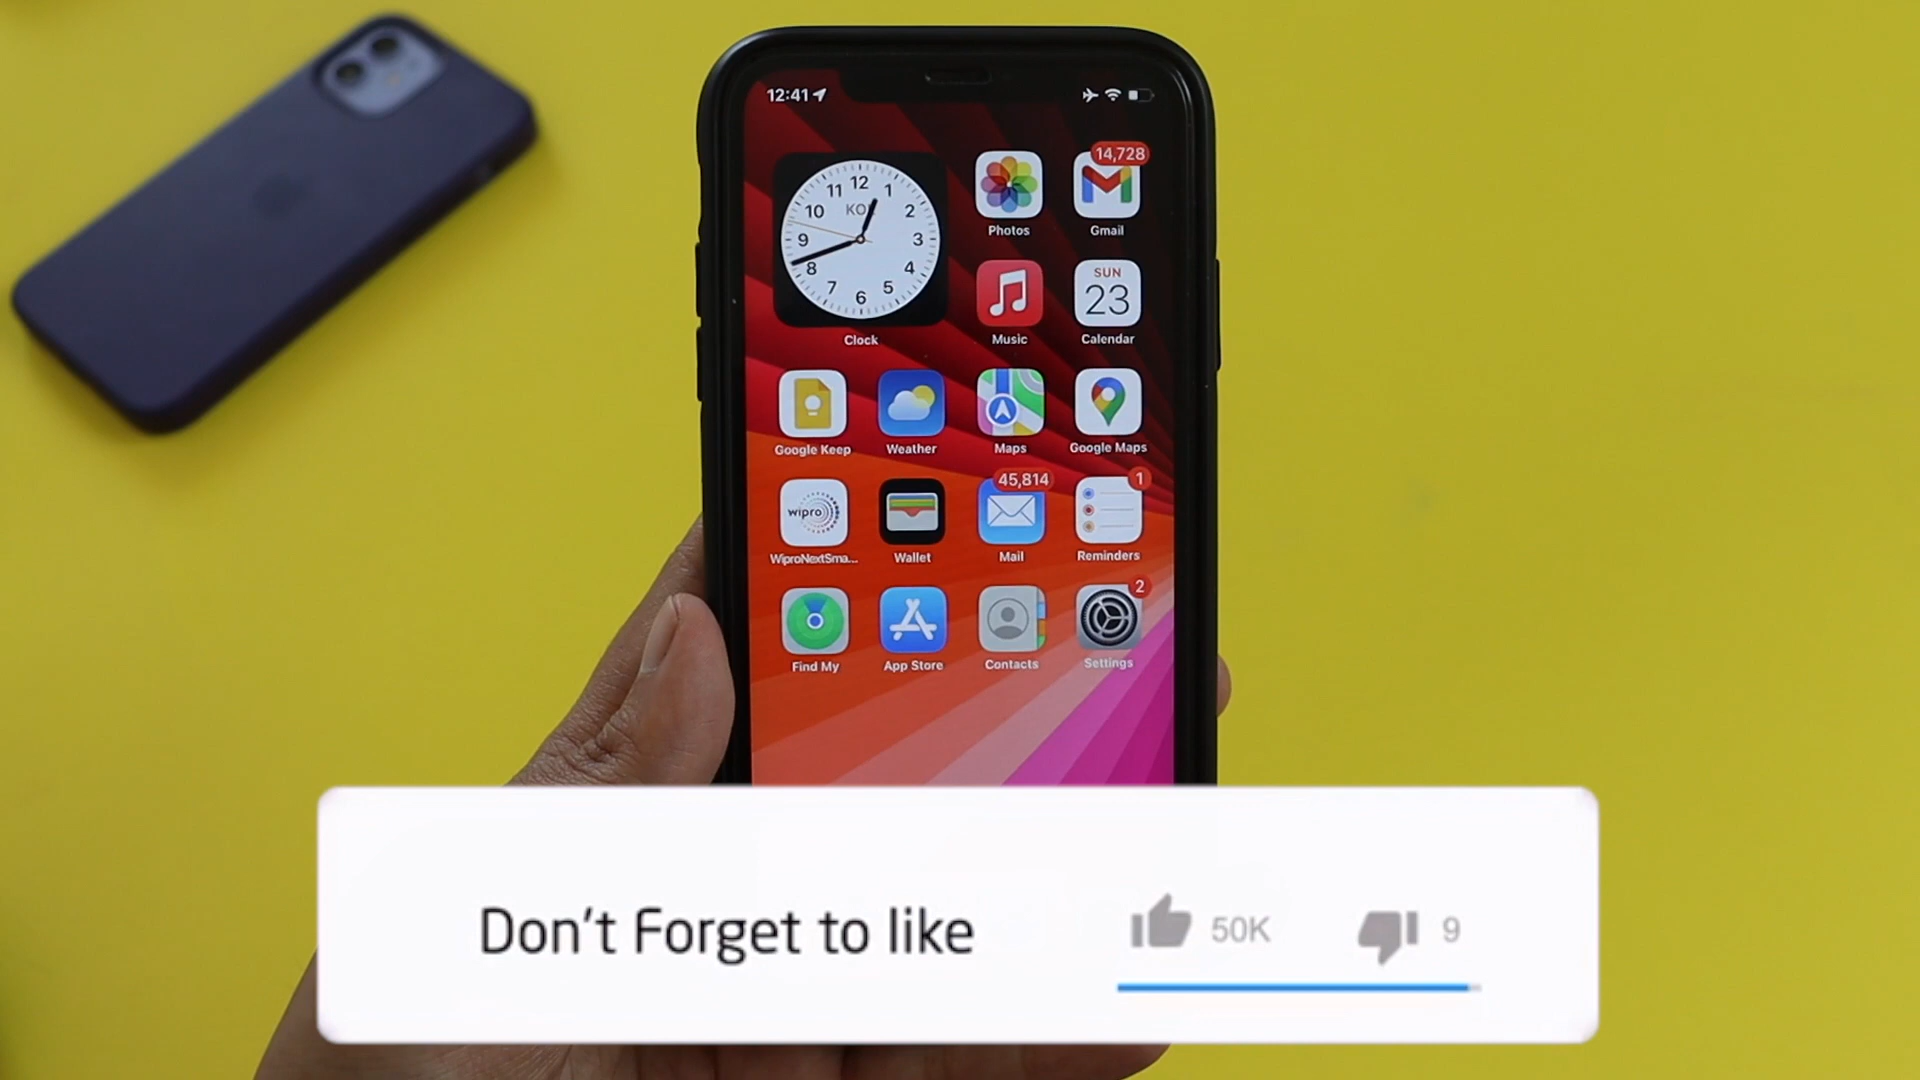 12:41
14,728
12
11 1
10 KO 2
9 3
8 4
7 5
6
Clock
Photos
Gmail
Music
SUN
23
Calendar
Google Keep
Weather
Maps
Google Maps
wipro
45,814
1
WiproNextSma...
Wallet
Mail
Reminders
2
Find My
App Store
Contacts
Settings
Don't Forget to like 50K 9